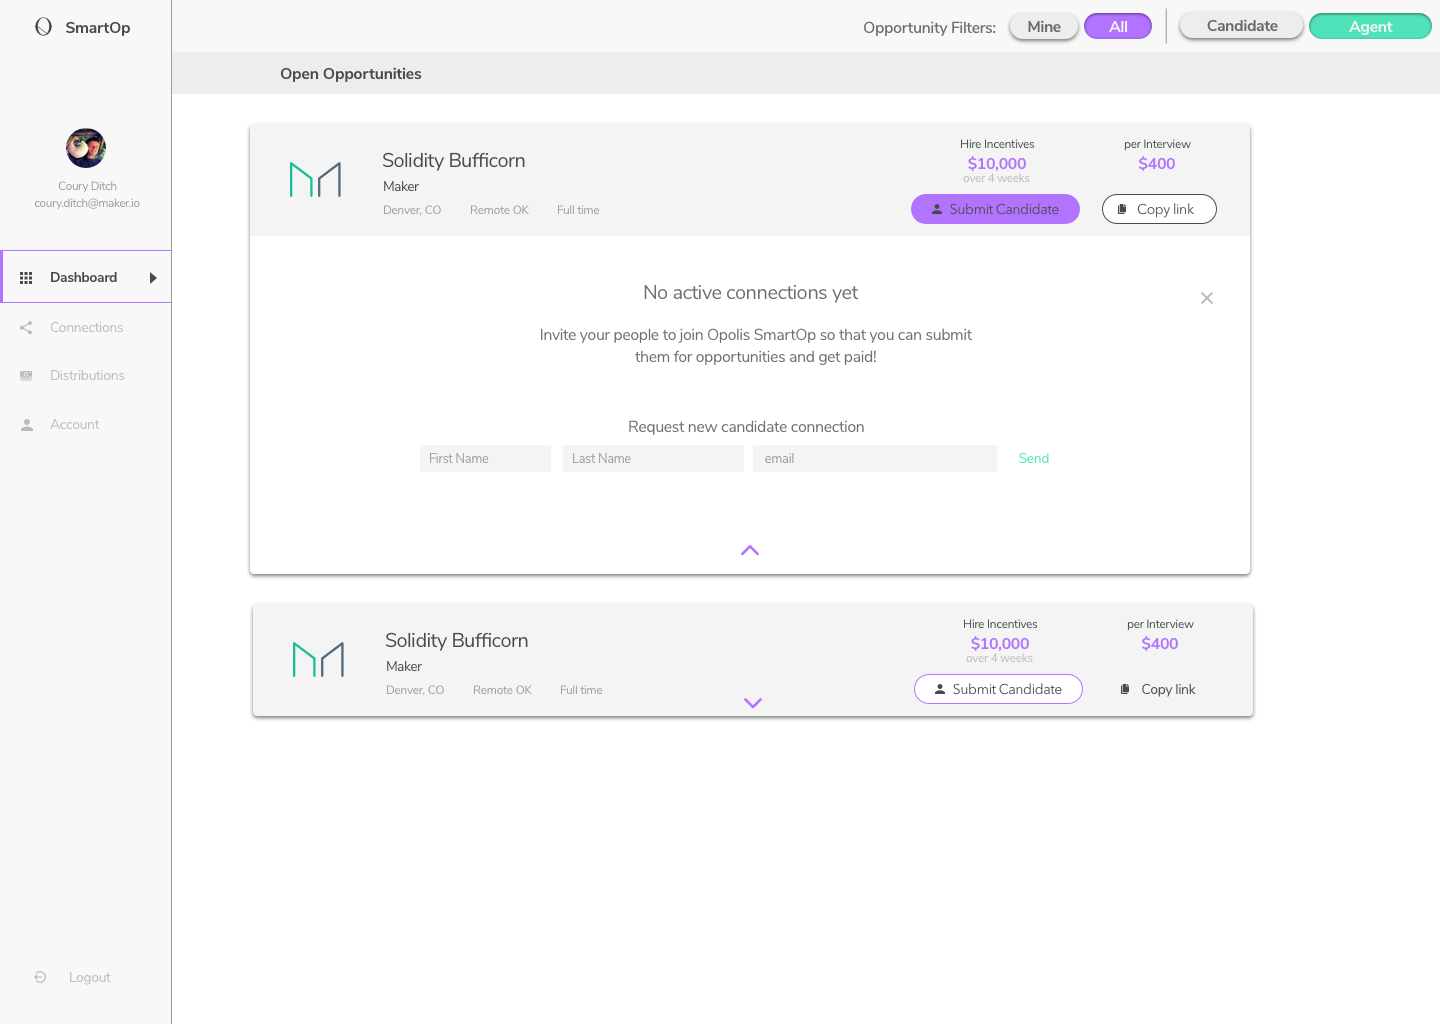 SmartOp
Opportunity Filters:
Mine
All
Candidate
Agent
Open Opportunities
Coury Ditch
coury.ditch@maker.io
Dashboard
Connections
Distributions
Account
Logout
Solidity Bufficorn
Maker
Denver, CO
Remote OK
Full time
Hire Incentives
$10,000
over 4 weeks
per Interview
$400
Submit Candidate
Copy link
No active connections yet
Invite your people to join Opolis SmartOp so that you can submit
them for opportunities and get paid!
Request new candidate connection
First Name
Last Name
email
Send
Solidity Bufficorn
Maker
Denver, CO
Remote OK
Full time
Hire Incentives
$10,000
over 4 weeks
per Interview
$400
Submit Candidate
Copy link